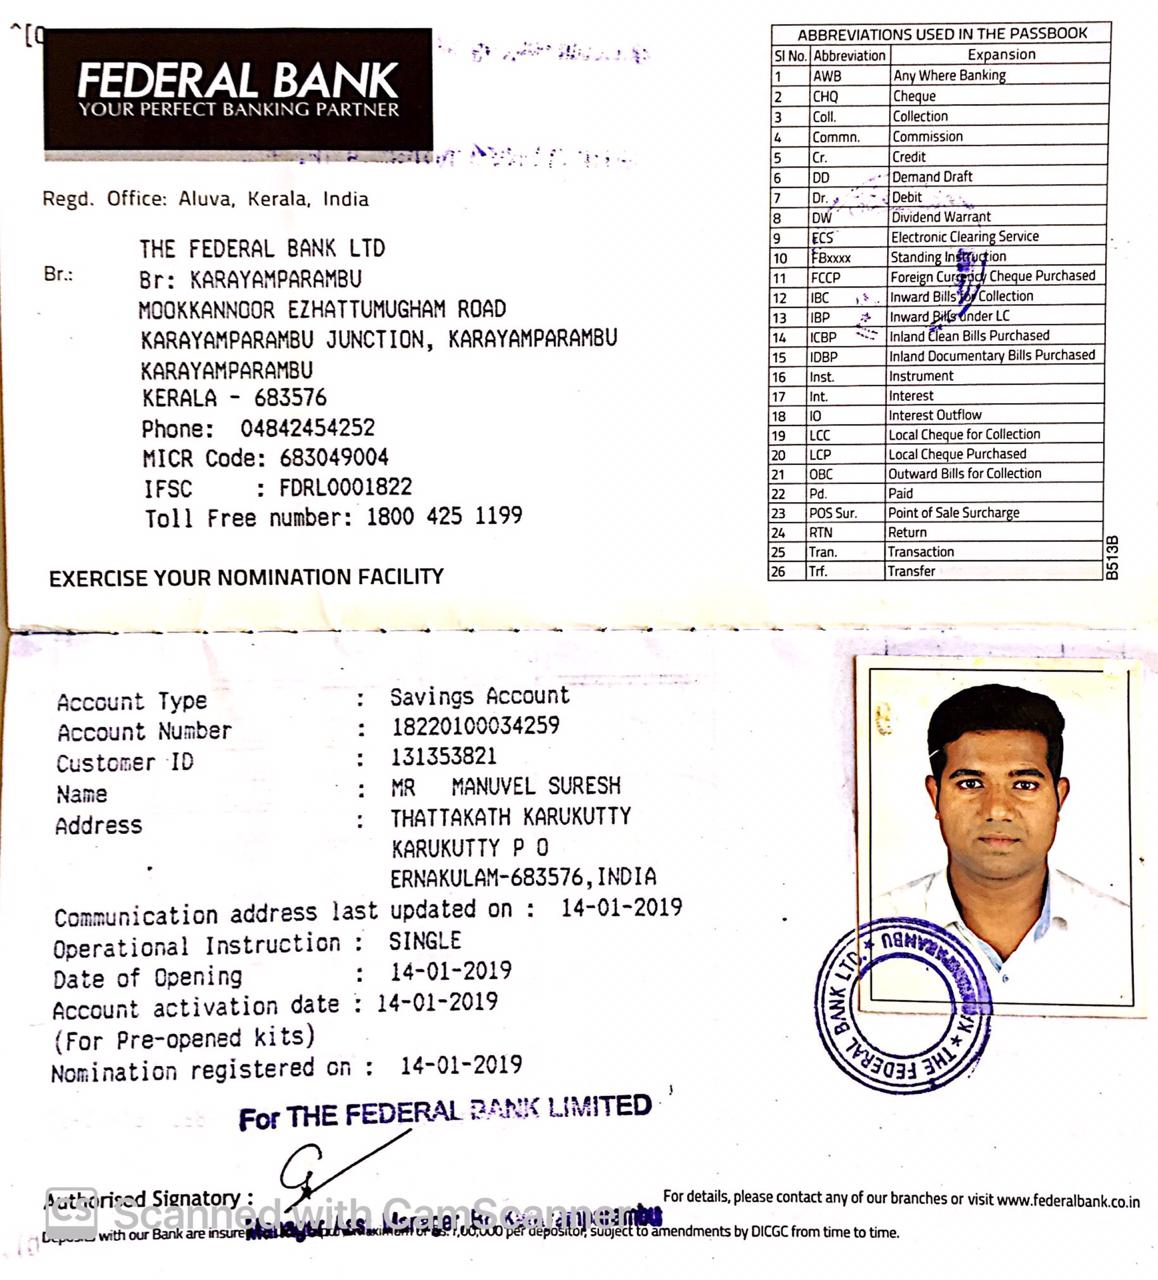 ^[0
FEDERAL BANK
YOUR PERFECT BANKING PARTNER
Regd. Office: Aluva, Kerala, India
THE FEDERAL BANK LTD
Br.: Br: KARAYAMPARAMBU
MOOKKANNOOR EZHATTUMUGHAM ROAD
KARAYAMPARAMBU JUNCTION, KARAYAMPARAMBU
KARAYAMPARAMBU
KERALA - 683576
Phone: 04842454252
MICR Code: 683049004
IFSC : FDRL0001822
Toll Free number: 1800 425 1199
EXERCISE YOUR NOMINATION FACILITY
ABBREVIATIONS USED IN THE PASSBOOK
Sl No. Abbreviation Expansion
1 AWB Any Where Banking
2 CHQ Cheque
3 Coll. Collection
4 Commn. Commission
5 Cr. Credit
6 DD Demand Draft
7 Dr. Debit
8 DW Dividend Warrant
9 ECS Electronic Clearing Service
10 FBxxxx Standing Instruction
11 FCCP Foreign Currency Cheque Purchased
12 IBC Inward Bills for Collection
13 IBP Inward Bills under LC
14 ICBP Inland Clean Bills Purchased
15 IDBP Inland Documentary Bills Purchased
16 Inst. Instrument
17 Int. Interest
18 IO Interest Outflow
19 LCC Local Cheque for Collection
20 LCP Local Cheque Purchased
21 OBC Outward Bills for Collection
22 Pd. Paid
23 POS Sur. Point of Sale Surcharge
24 RTN Return
25 Tran. Transaction
26 Trf. Transfer
B513B
Account Type : Savings Account
Account Number : 18220100034259
Customer ID : 131353821
Name : MR MANUVEL SURESH
Address : THATTAKATH KARUKUTTY
KARUKUTTY P O
ERNAKULAM-683576,INDIA
Communication address last updated on : 14-01-2019
Operational Instruction : SINGLE
Date of Opening : 14-01-2019
Account activation date : 14-01-2019
(For Pre-opened kits)
Nomination registered on : 14-01-2019
THE FEDERAL BANK LTD. ★ KARAYAMPARAMBU ★
For THE FEDERAL BANK LIMITED
Authorised Signatory :
For details, please contact any of our branches or visit www.federalbank.co.in
CS Scanned with CamScanner
Manager/Ass. Manager, Br. Karayamparambu
Deposits with our Bank are insured maximum of Rs. 1,00,000 per depositor, subject to amendments by DICGC from time to time.